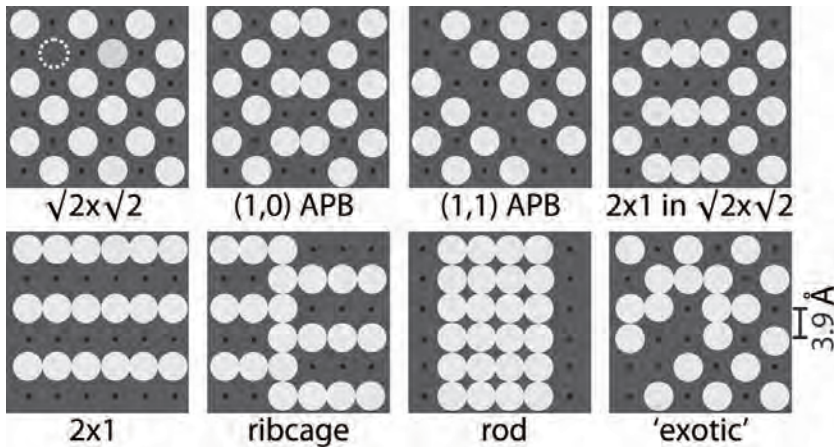 √2x√2
(1,0) APB
(1,1) APB
2x1 in √2x√2
3.9 Å
2x1
ribcage
rod
'exotic'